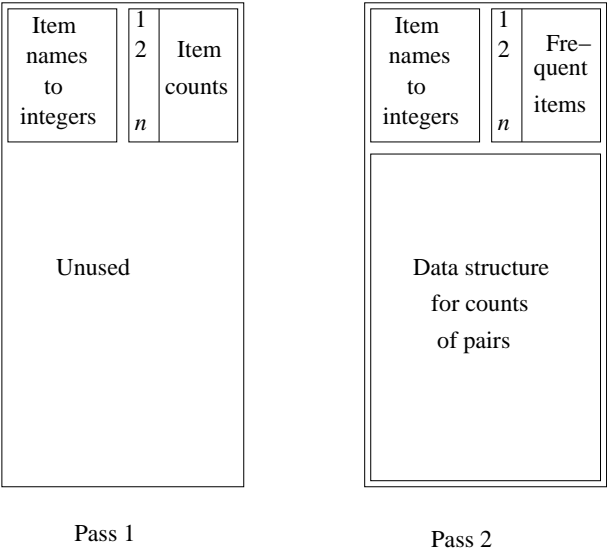 Item
names
to
integers
1
2
n
Item
counts
Unused
Pass 1
Item
names
to
integers
1
2
n
Fre–
quent
items
Data structure
for counts
of pairs
Pass 2